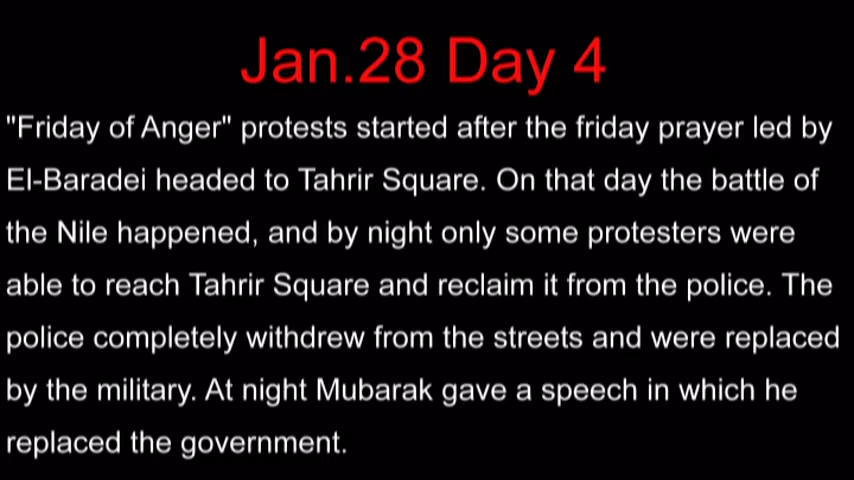 Jan.28 Day 4
"Friday of Anger" protests started after the friday prayer led by
El-Baradei headed to Tahrir Square. On that day the battle of
the Nile happened, and by night only some protesters were
able to reach Tahrir Square and reclaim it from the police. The
police completely withdrew from the streets and were replaced
by the military. At night Mubarak gave a speech in which he
replaced the government.